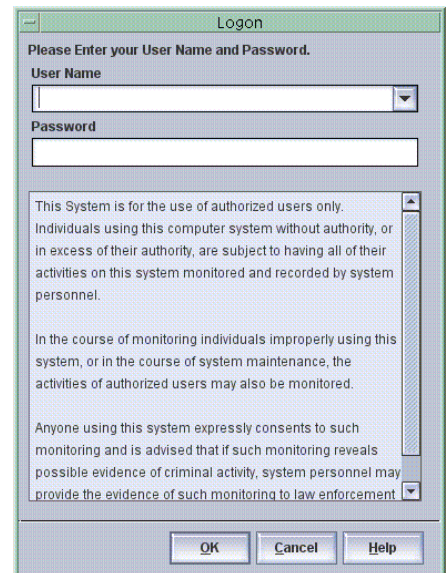 Logon
Please Enter your User Name and Password.
User Name
Password
This System is for the use of authorized users only.
Individuals using this computer system without authority, or
in excess of their authority, are subject to having all of their
activities on this system monitored and recorded by system
personnel.
In the course of monitoring individuals improperly using this
system, or in the course of system maintenance, the
activities of authorized users may also be monitored.
Anyone using this system expressly consents to such
monitoring and is advised that if such monitoring reveals
possible evidence of criminal activity, system personnel may
provide the evidence of such monitoring to law enforcement
OK Cancel Help